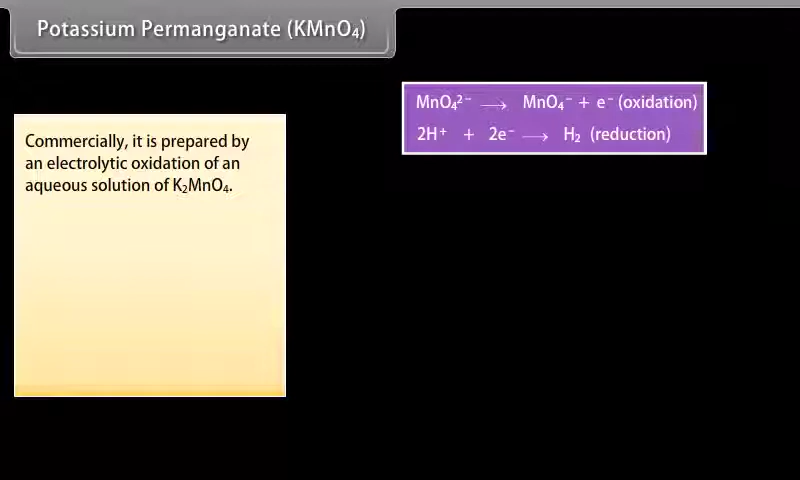 Potassium Permanganate (KMnO₄)
MnO₄²⁻ ⟶ MnO₄⁻ + e⁻ (oxidation)
2H⁺ + 2e⁻ ⟶ H₂ (reduction)
Commercially, it is prepared by
an electrolytic oxidation of an
aqueous solution of K₂MnO₄.